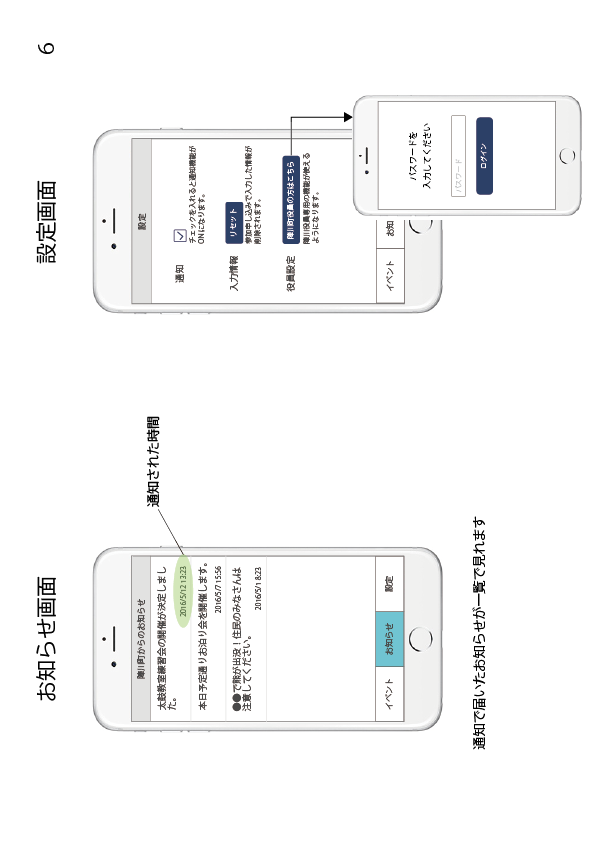 お知らせ画面
陣川町からのお知らせ
太鼓教室練習会の開催が決定しまし
た。
2016/5/12 13:23
本日予定通りお泊り会を開催します。
2016/5/7 15:56
●●で熊が出没！住民のみなさんは
注意してください。
2016/5/1 8:23
イベント
お知らせ
設定
通知された時間
通知で届いたお知らせが一覧で見れます
設定画面
設定
通知
チェックを入れると通知機能が
ONになります。
入力情報
リセット
参加申し込みで入力した情報が
削除されます。
役員設定
陣川町役員の方はこちら
陣川役員専用の機能が使える
ようになります。
イベント
お知
パスワードを
入力してください
パスワード
ログイン
6